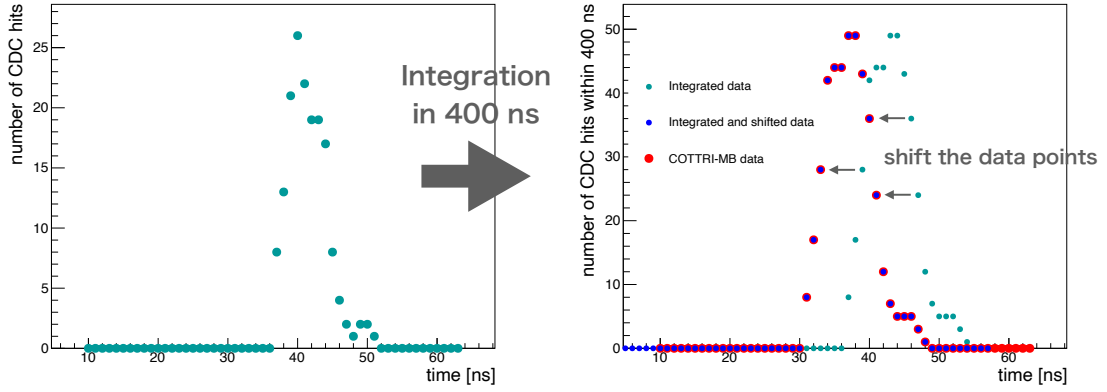 number of CDC hits
25
20
15
10
5
0
10
20
30
40
50
60
time [ns]
Integration
in 400 ns
number of CDC hits within 400 ns
50
40
30
20
10
0
Integrated data
Integrated and shifted data
COTTRI-MB data
shift the data points
10
20
30
40
50
60
time [ns]